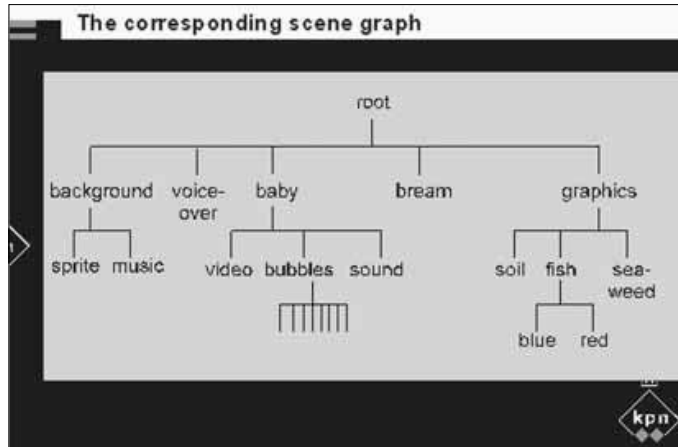 The corresponding scene graph
root
background voice- baby bream graphics
over
sprite music video bubbles sound soil fish sea-
weed
blue red
kpn